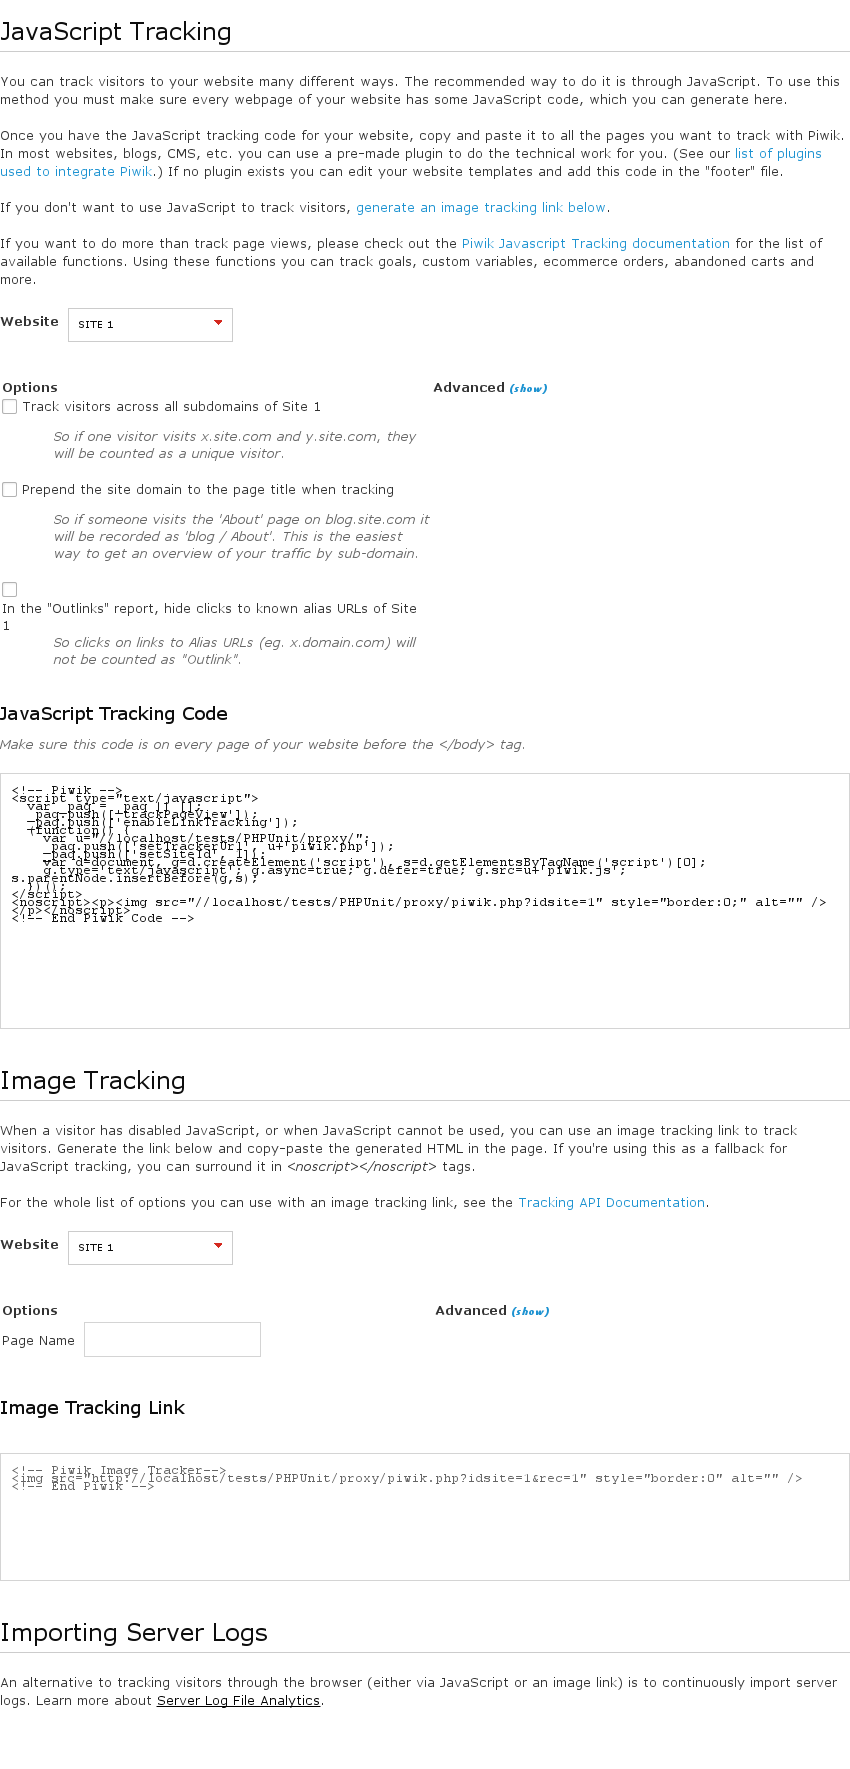 JavaScript Tracking
You can track visitors to your website many different ways. The recommended way to do it is through JavaScript. To use this
method you must make sure every webpage of your website has some JavaScript code, which you can generate here.
Once you have the JavaScript tracking code for your website, copy and paste it to all the pages you want to track with Piwik.
In most websites, blogs, CMS, etc. you can use a pre-made plugin to do the technical work for you. (See our list of plugins
used to integrate Piwik.) If no plugin exists you can edit your website templates and add this code in the "footer" file.
If you don't want to use JavaScript to track visitors, generate an image tracking link below.
If you want to do more than track page views, please check out the Piwik Javascript Tracking documentation for the list of
available functions. Using these functions you can track goals, custom variables, ecommerce orders, abandoned carts and
more.
Website SITE 1
Options Advanced (show)
Track visitors across all subdomains of Site 1
So if one visitor visits x.site.com and y.site.com, they
will be counted as a unique visitor.
Prepend the site domain to the page title when tracking
So if someone visits the 'About' page on blog.site.com it
will be recorded as 'blog / About'. This is the easiest
way to get an overview of your traffic by sub-domain.
In the "Outlinks" report, hide clicks to known alias URLs of Site
1
So clicks on links to Alias URLs (eg. x.domain.com) will
not be counted as "Outlink".
JavaScript Tracking Code
Make sure this code is on every page of your website before the </body> tag.
<!-- Piwik -->
<script type="text/javascript">
var _paq = _paq || [];
_paq.push(['trackPageView']);
_paq.push(['enableLinkTracking']);
(function() {
var u="//localhost/tests/PHPUnit/proxy/";
_paq.push(['setTrackerUrl', u+'piwik.php']);
_paq.push(['setSiteId', 1]);
var d=document, g=d.createElement('script'), s=d.getElementsByTagName('script')[0];
g.type='text/javascript'; g.async=true; g.defer=true; g.src=u+'piwik.js';
s.parentNode.insertBefore(g,s);
})();
</script>
<noscript><p><img src="//localhost/tests/PHPUnit/proxy/piwik.php?idsite=1" style="border:0;" alt="" />
</p></noscript>
<!-- End Piwik Code -->
Image Tracking
When a visitor has disabled JavaScript, or when JavaScript cannot be used, you can use an image tracking link to track
visitors. Generate the link below and copy-paste the generated HTML in the page. If you're using this as a fallback for
JavaScript tracking, you can surround it in <noscript></noscript> tags.
For the whole list of options you can use with an image tracking link, see the Tracking API Documentation.
Website SITE 1
Options Advanced (show)
Page Name
Image Tracking Link
<!-- Piwik Image Tracker-->
<img src="http://localhost/tests/PHPUnit/proxy/piwik.php?idsite=1&rec=1" style="border:0" alt="" />
<!-- End Piwik -->
Importing Server Logs
An alternative to tracking visitors through the browser (either via JavaScript or an image link) is to continuously import server
logs. Learn more about Server Log File Analytics.